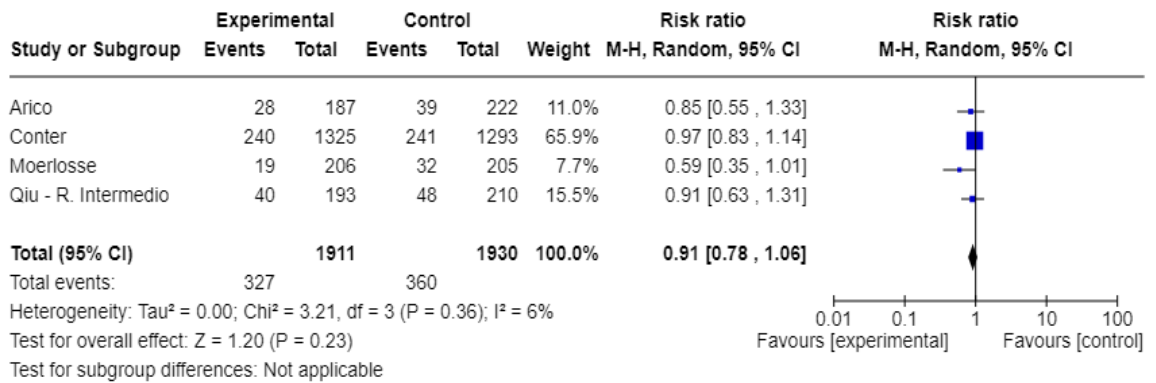 Experimental Control Risk ratio Risk ratio
Study or Subgroup Events Total Events Total Weight M-H, Random, 95% CI M-H, Random, 95% CI
Arico 28 187 39 222 11.0% 0.85 [0.55 , 1.33]
Conter 240 1325 241 1293 65.9% 0.97 [0.83 , 1.14]
Moerlosse 19 206 32 205 7.7% 0.59 [0.35 , 1.01]
Qiu - R. Intermedio 40 193 48 210 15.5% 0.91 [0.63 , 1.31]
Total (95% CI) 1911 1930 100.0% 0.91 [0.78 , 1.06]
Total events: 327 360
Heterogeneity: Tau² = 0.00; Chi² = 3.21, df = 3 (P = 0.36); I² = 6%
Test for overall effect: Z = 1.20 (P = 0.23)
Test for subgroup differences: Not applicable
0.01 0.1 1 10 100
Favours [experimental] Favours [control]